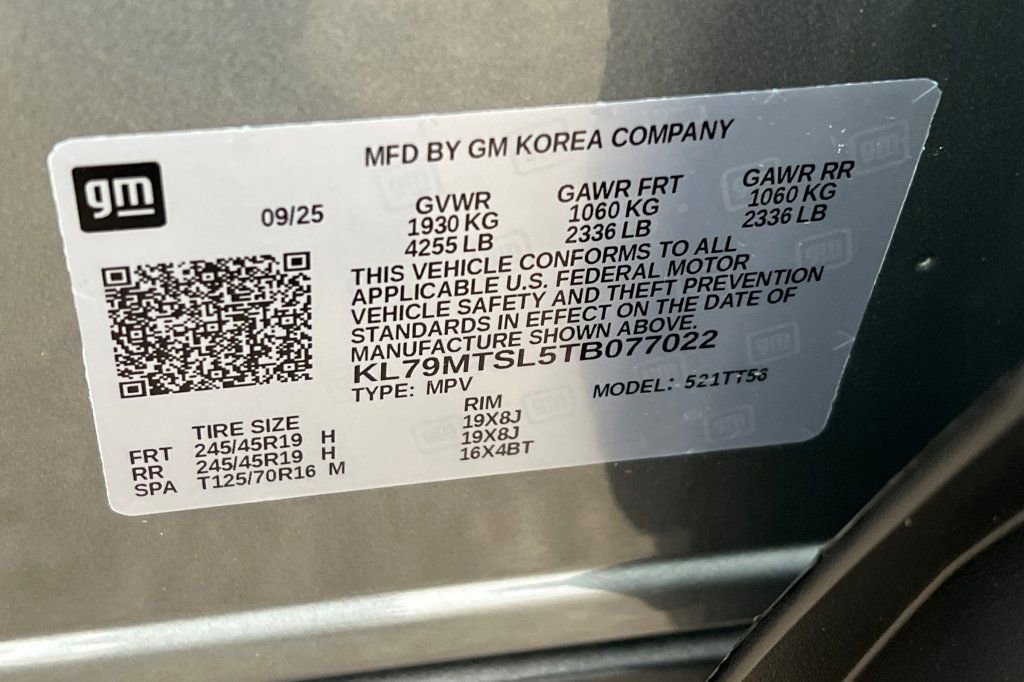 MFD BY GM KOREA COMPANY
gm
09/25
GVWR GAWR FRT GAWR RR
1930 KG 1060 KG 1060 KG
4255 LB 2336 LB 2336 LB
THIS VEHICLE CONFORMS TO ALL
APPLICABLE U.S. FEDERAL MOTOR
VEHICLE SAFETY AND THEFT PREVENTION
STANDARDS IN EFFECT ON THE DATE OF
MANUFACTURE SHOWN ABOVE.
KL79MTSL5TB077022
TYPE: MPV MODEL:
TIRE SIZE RIM
FRT 245/45R19 H 19X8J
RR 245/45R19 H 19X8J
SPA T125/70R16 M 16X4BT